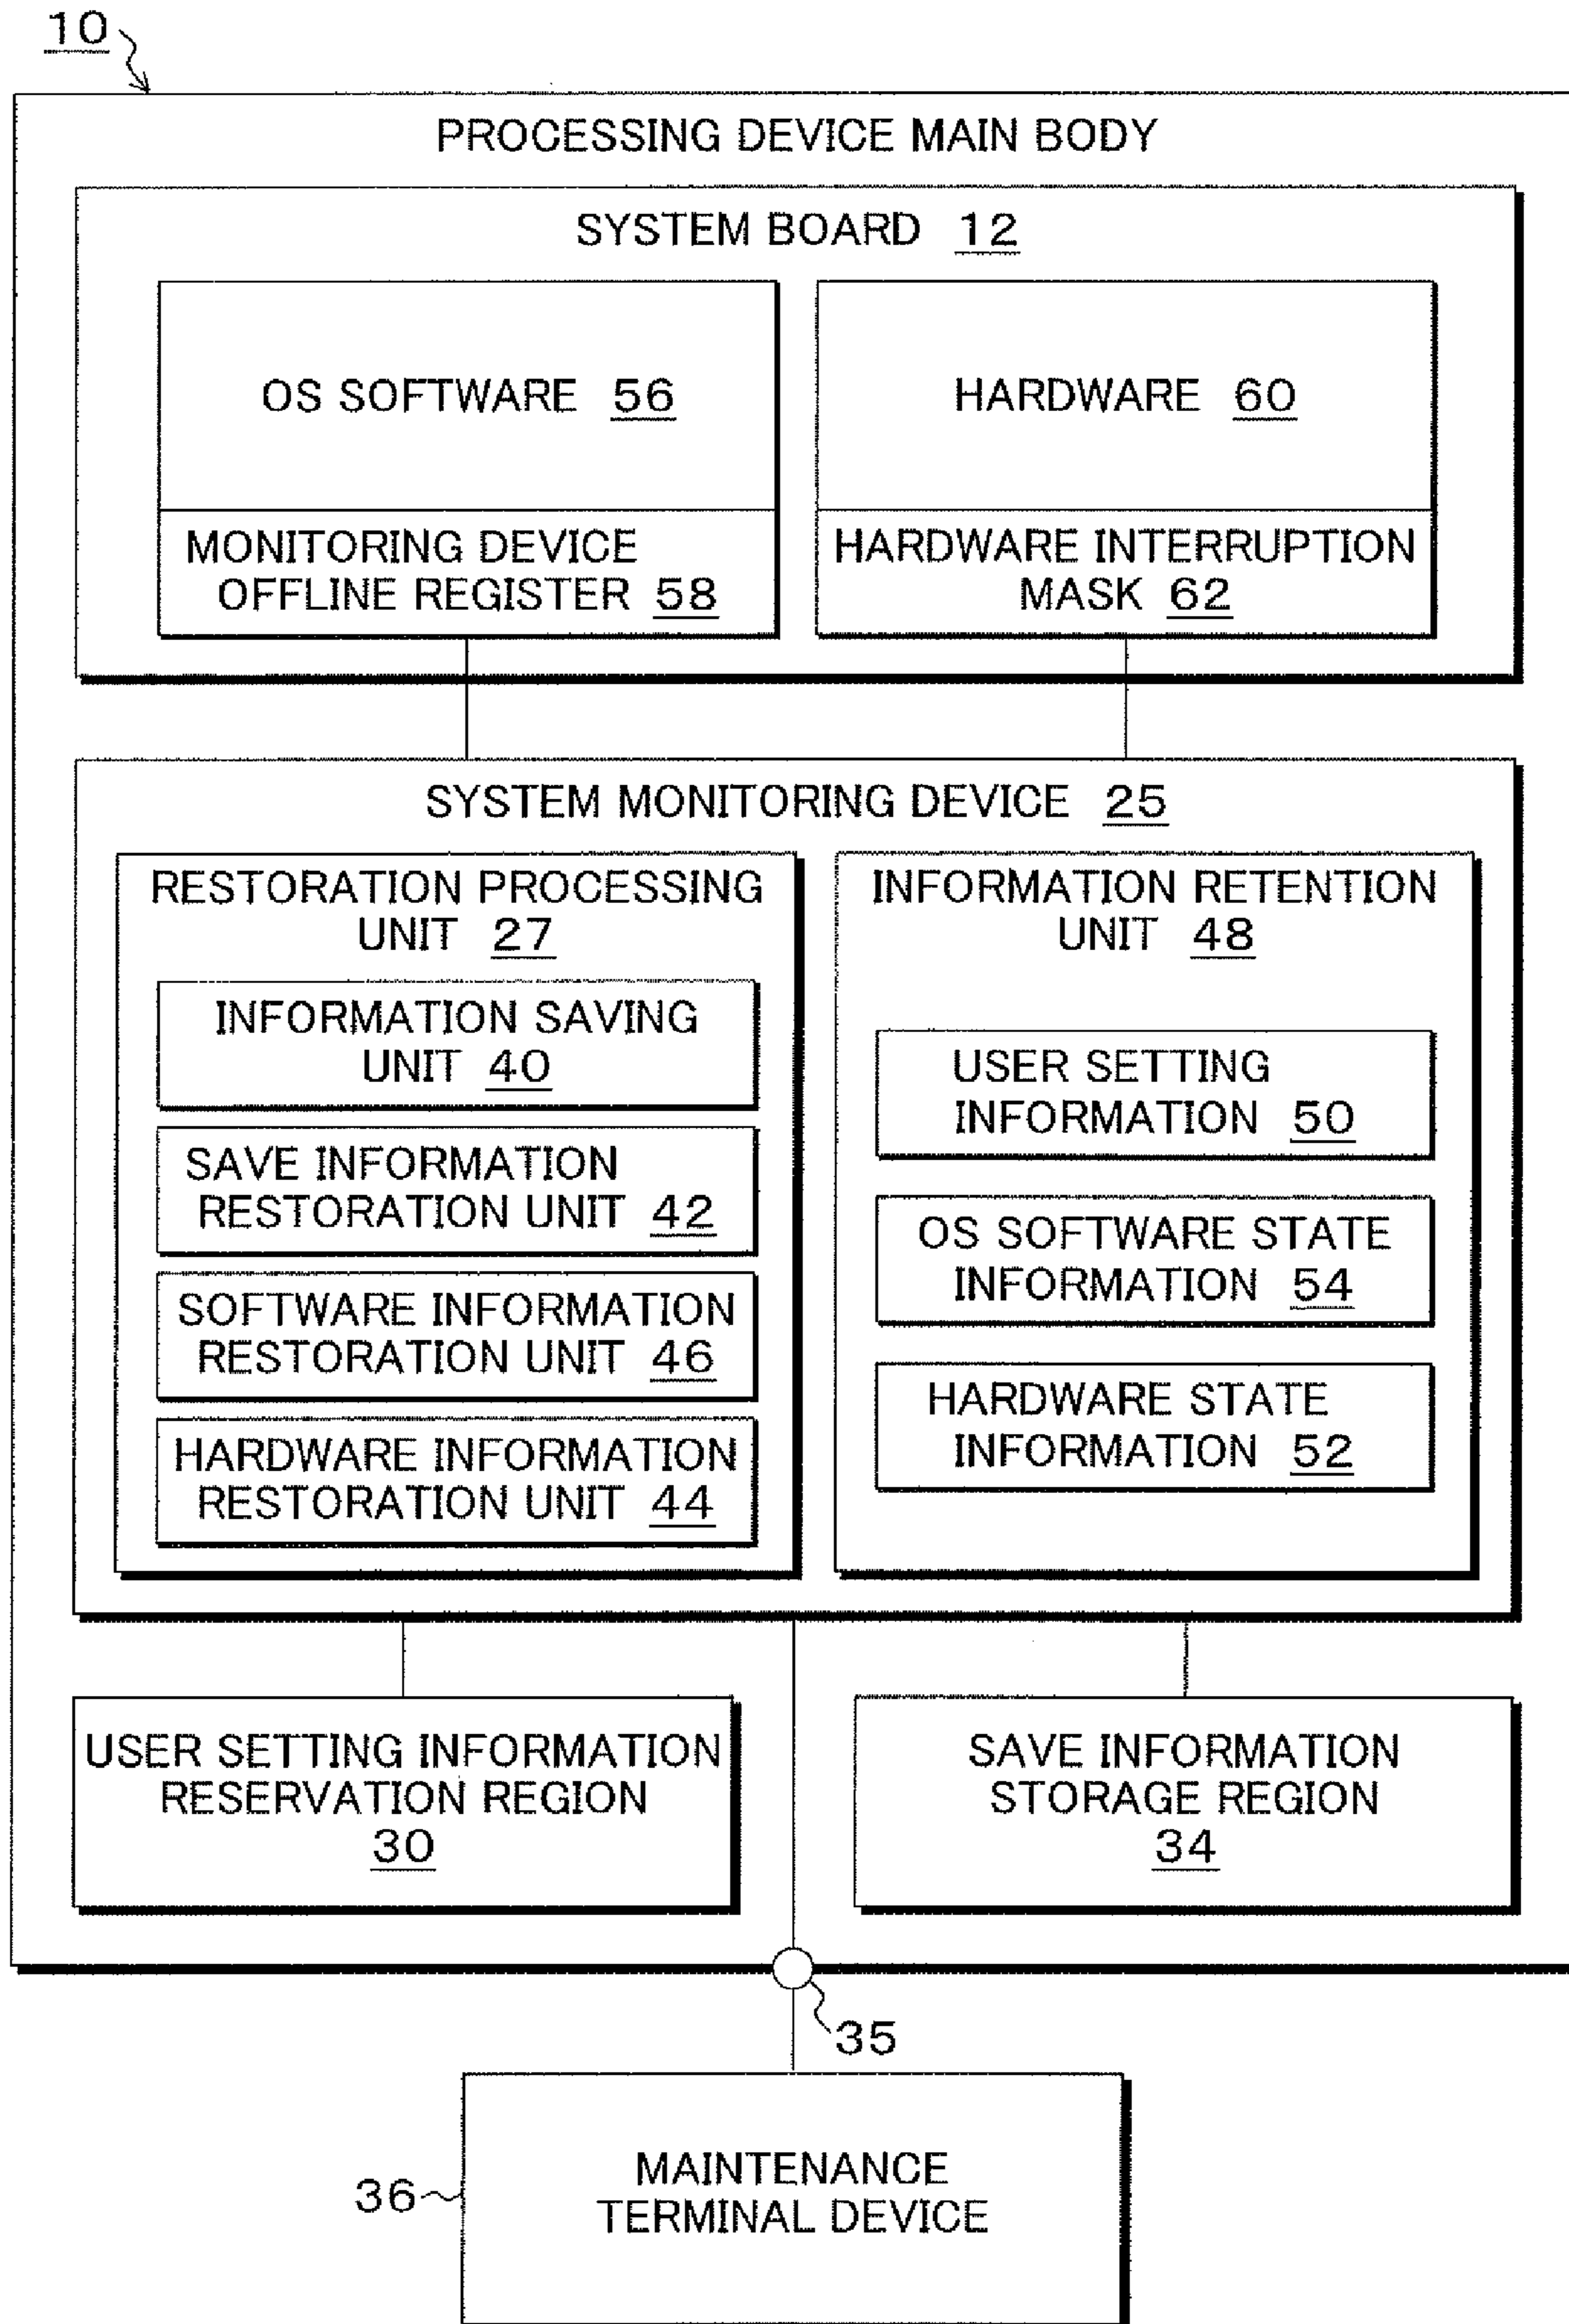 10
PROCESSING DEVICE MAIN BODY
SYSTEM BOARD 12
OS SOFTWARE 56
MONITORING DEVICE
OFFLINE REGISTER 58
HARDWARE 60
HARDWARE INTERRUPTION
MASK 62
SYSTEM MONITORING DEVICE 25
RESTORATION PROCESSING
UNIT 27
INFORMATION SAVING
UNIT 40
SAVE INFORMATION
RESTORATION UNIT 42
SOFTWARE INFORMATION
RESTORATION UNIT 46
HARDWARE INFORMATION
RESTORATION UNIT 44
INFORMATION RETENTION
UNIT 48
USER SETTING
INFORMATION 50
OS SOFTWARE STATE
INFORMATION 54
HARDWARE STATE
INFORMATION 52
USER SETTING INFORMATION
RESERVATION REGION
30
SAVE INFORMATION
STORAGE REGION
34
35
36
MAINTENANCE
TERMINAL DEVICE